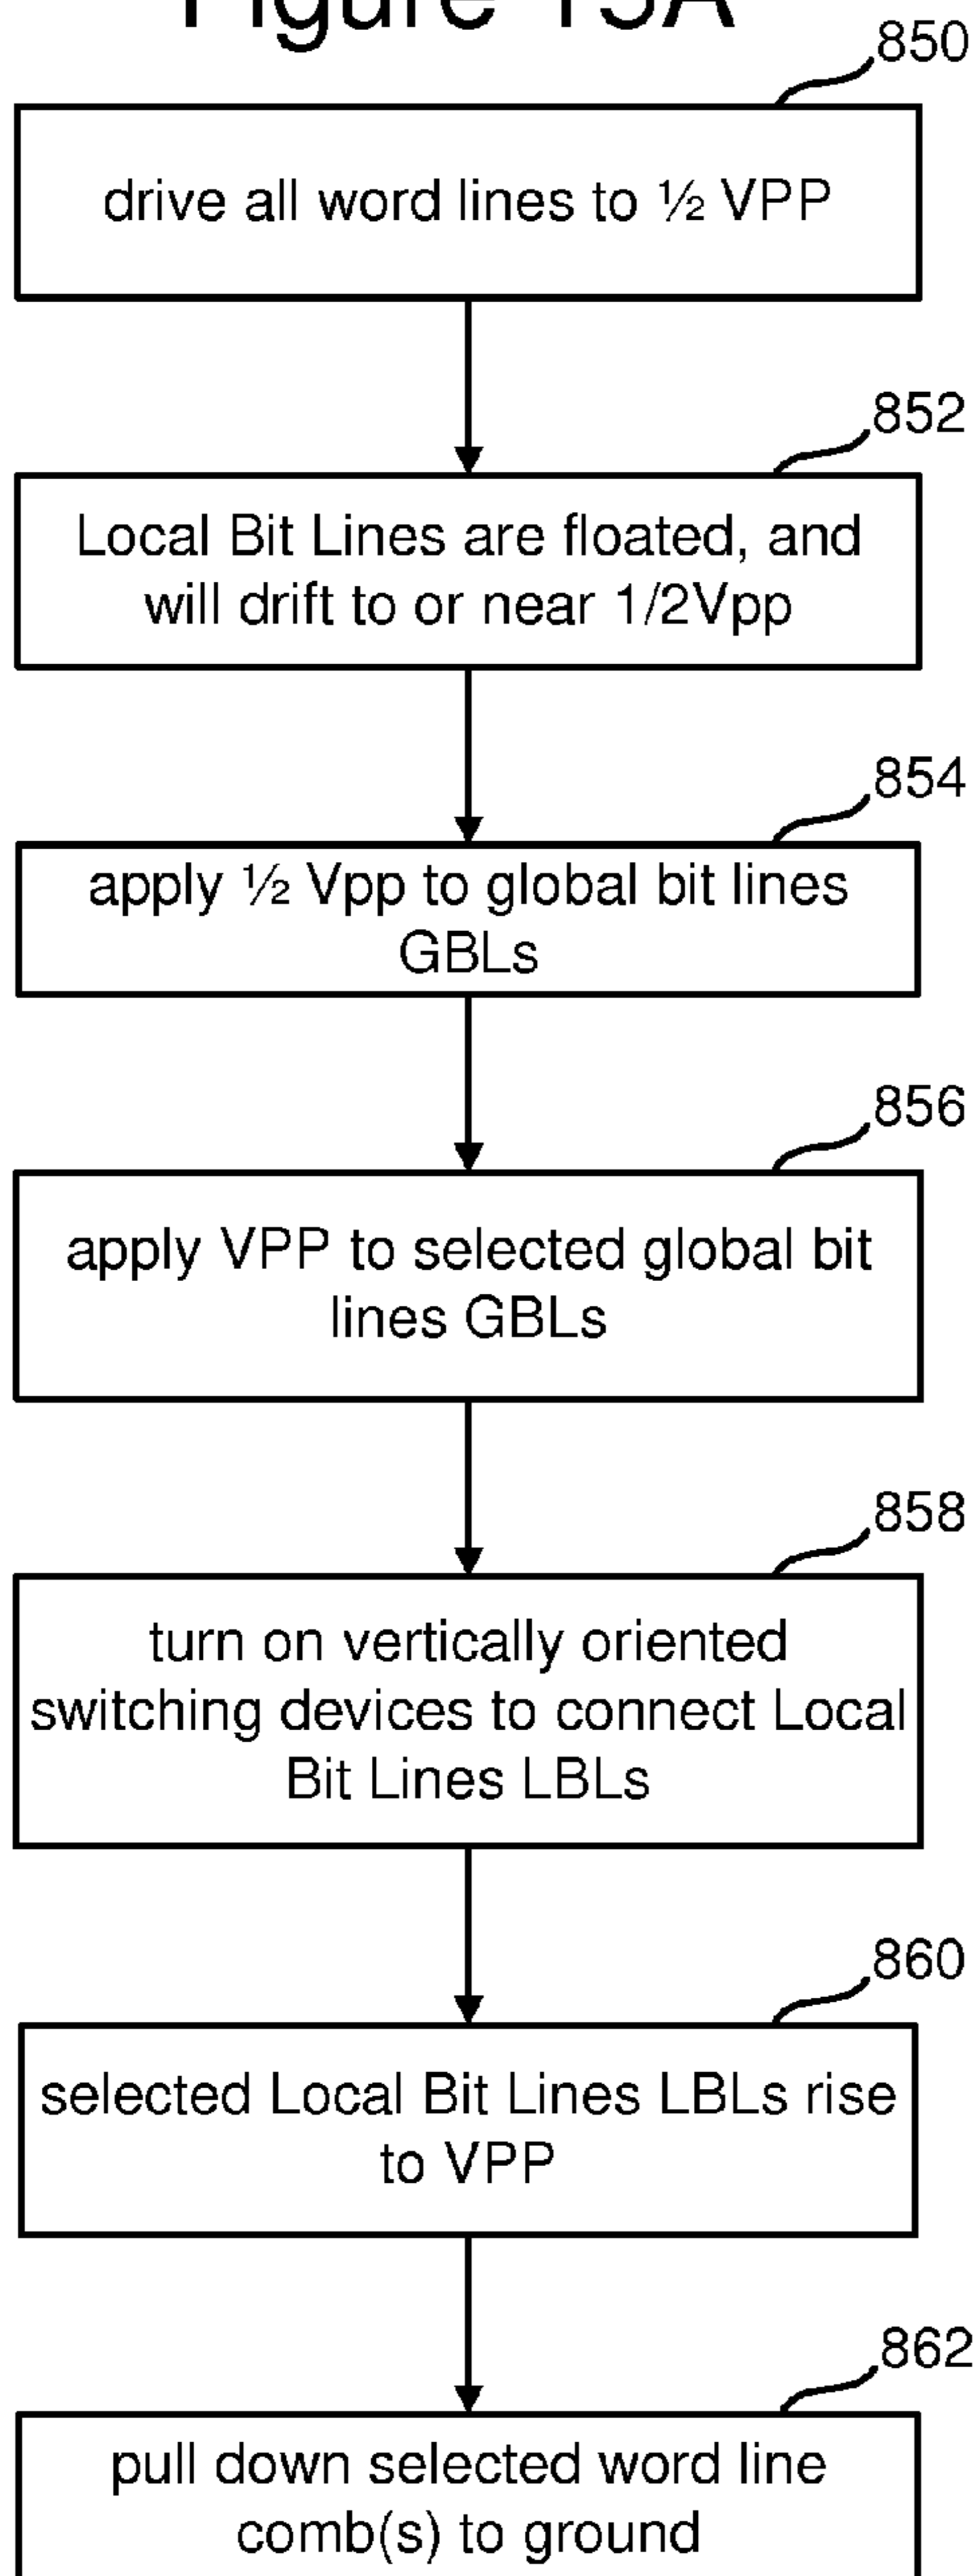 Figure 15A
850
drive all word lines to ½ VPP
852
Local Bit Lines are floated, and
will drift to or near 1/2Vpp
854
apply ½ Vpp to global bit lines
GBLs
856
apply VPP to selected global bit
lines GBLs
858
turn on vertically oriented
switching devices to connect Local
Bit Lines LBLs
860
selected Local Bit Lines LBLs rise
to VPP
862
pull down selected word line
comb(s) to ground